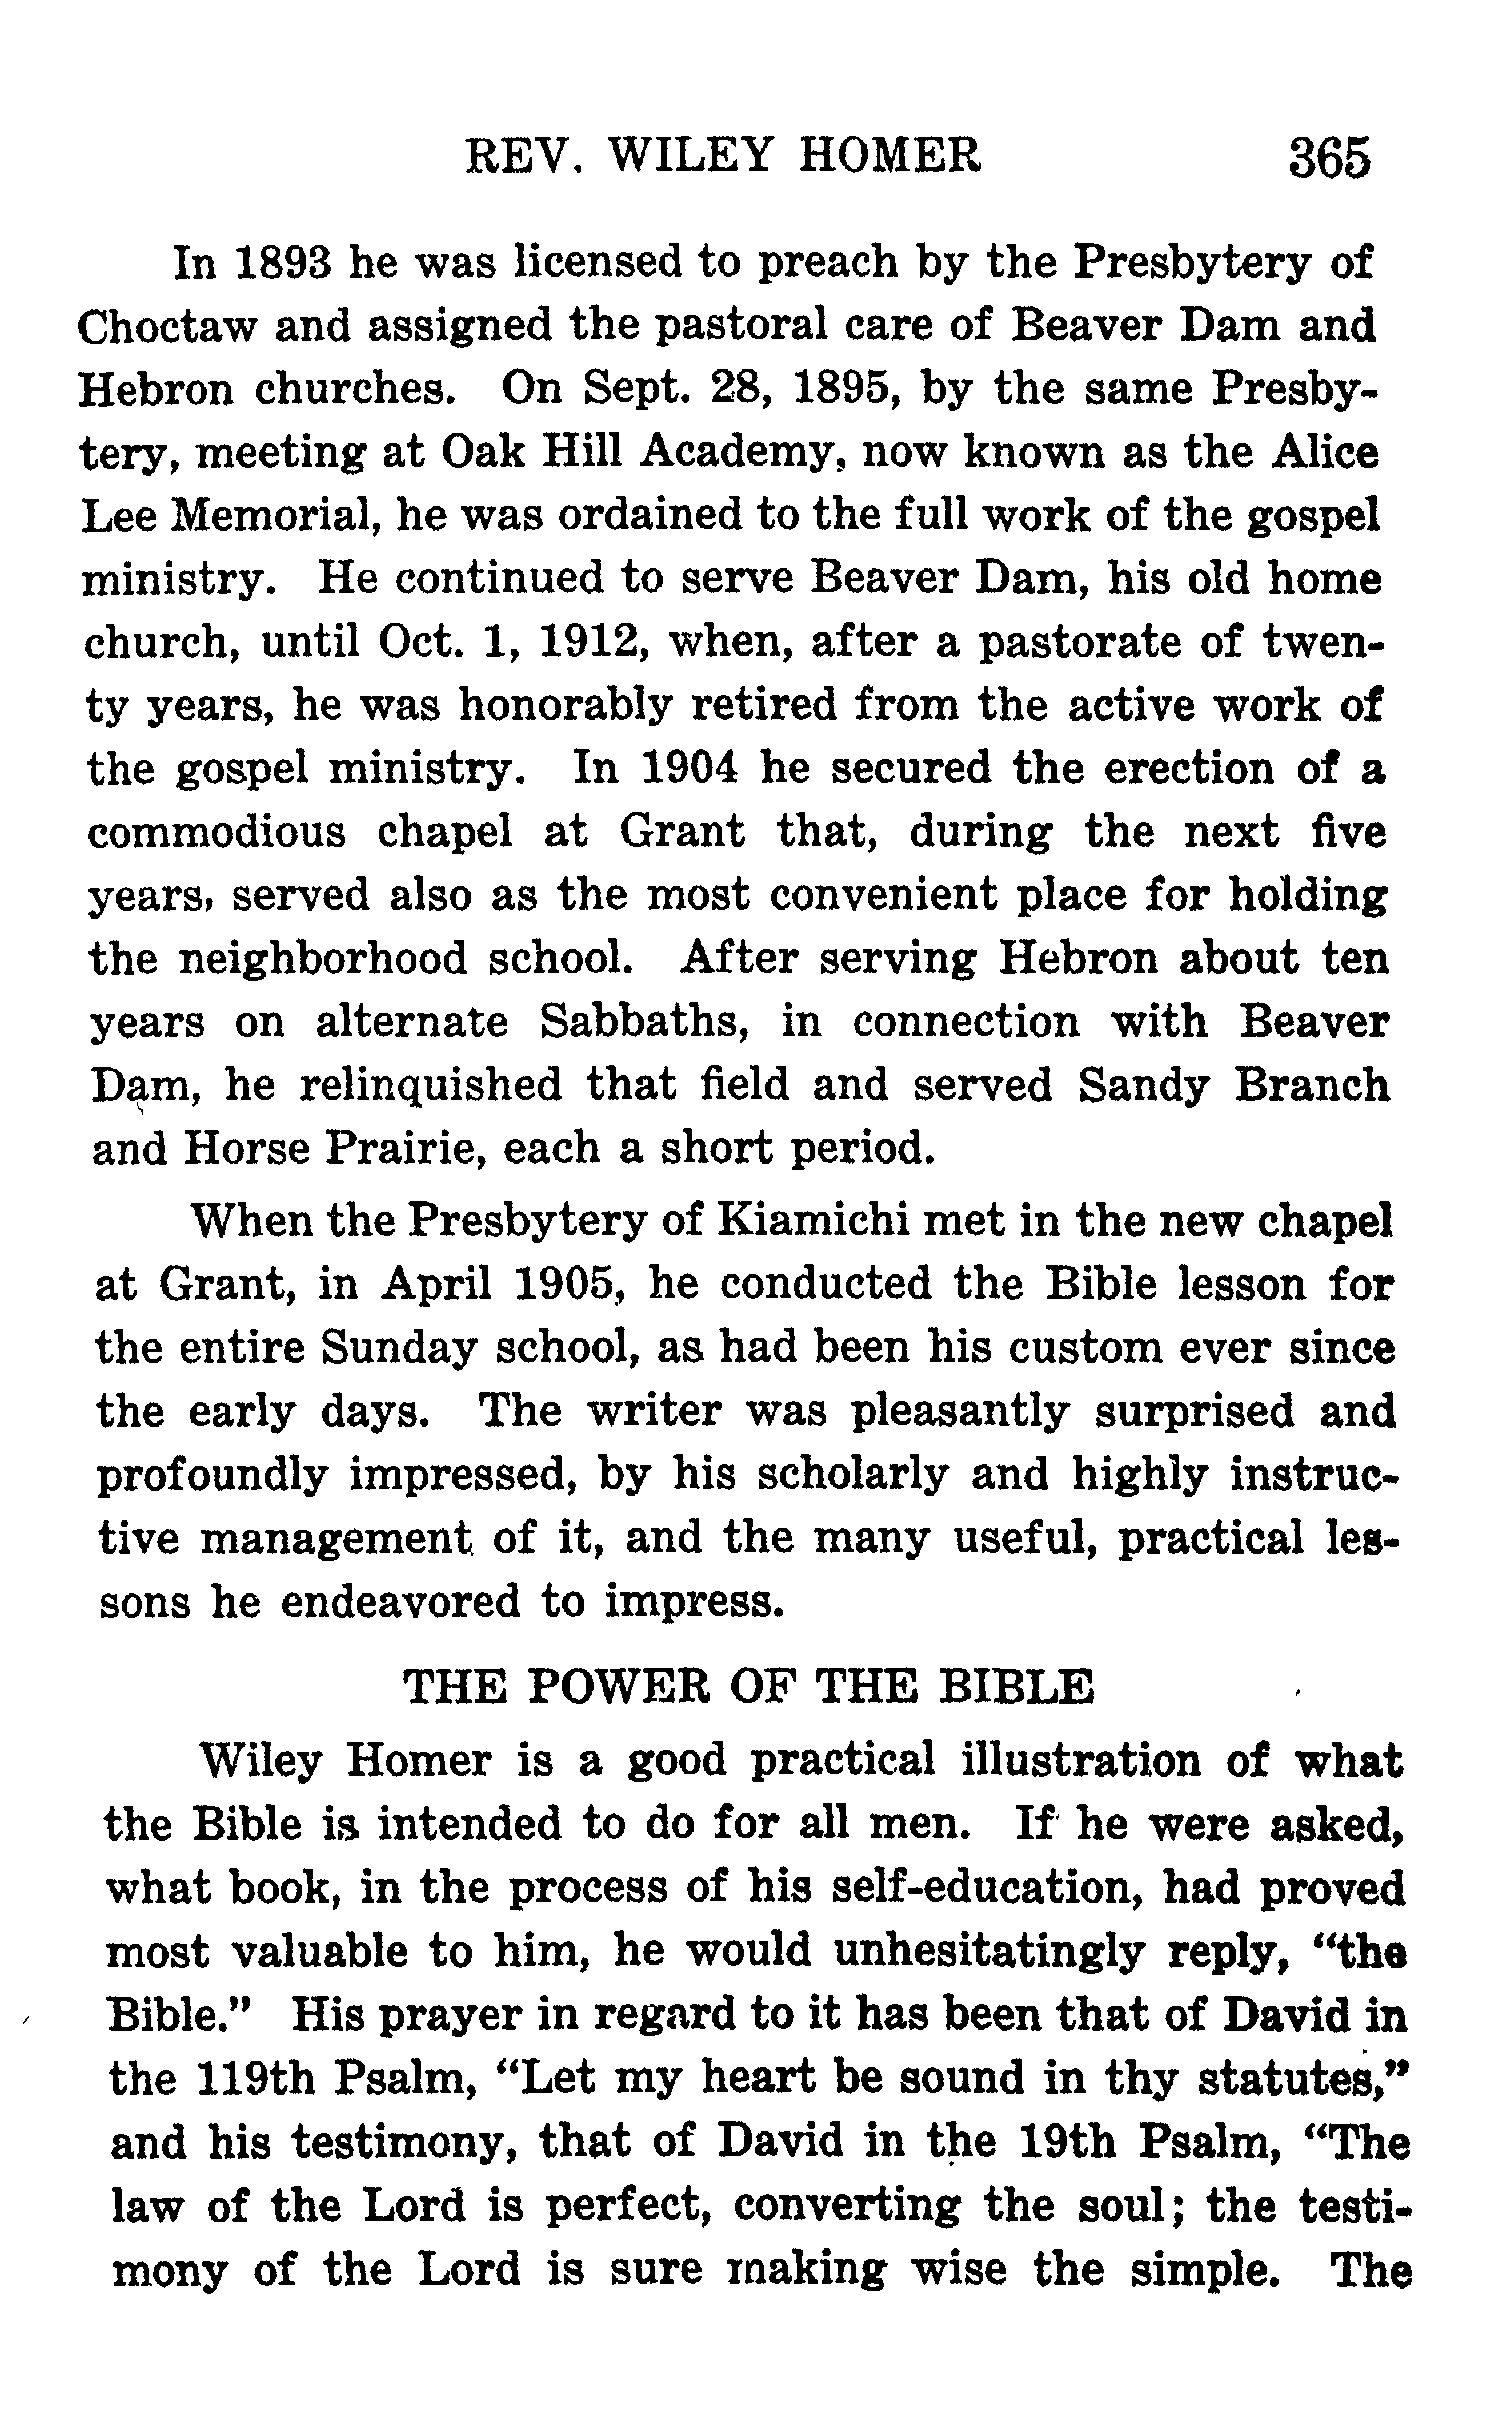 REV. WILEY HOMER 365
In 1893 he was licensed to preach by the Presbytery of
Choctaw and assigned the pastoral care of Beaver Dam and
Hebron churches. On Sept. 28, 1895, by the same Presby-
tery, meeting at Oak Hill Academy, now known as the Alice
Lee Memorial, he was ordained to the full work of the gospel
ministry. He continued to serve Beaver Dam, his old home
church, until Oct. 1, 1912, when, after a pastorate of twen-
ty years, he was honorably retired from the active work of
the gospel ministry. In 1904 he secured the erection of a
commodious chapel at Grant that, during the next five
years, served also as the most convenient place for holding
the neighborhood school. After serving Hebron about ten
years on alternate Sabbaths, in connection with Beaver
Dam, he relinquished that field and served Sandy Branch
and Horse Prairie, each a short period.
When the Presbytery of Kiamichi met in the new chapel
at Grant, in April 1905, he conducted the Bible lesson for
the entire Sunday school, as had been his custom ever since
the early days. The writer was pleasantly surprised and
profoundly impressed, by his scholarly and highly instruc-
tive management of it, and the many useful, practical les-
sons he endeavored to impress.
THE POWER OF THE BIBLE
Wiley Homer is a good practical illustration of what
the Bible is intended to do for all men. If he were asked,
what book, in the process of his self-education, had proved
most valuable to him, he would unhesitatingly reply, "the
Bible." His prayer in regard to it has been that of David in
the 119th Psalm, "Let my heart be sound in thy statutes,"
and his testimony, that of David in the 19th Psalm, "The
law of the Lord is perfect, converting the soul; the testi-
mony of the Lord is sure making wise the simple. The